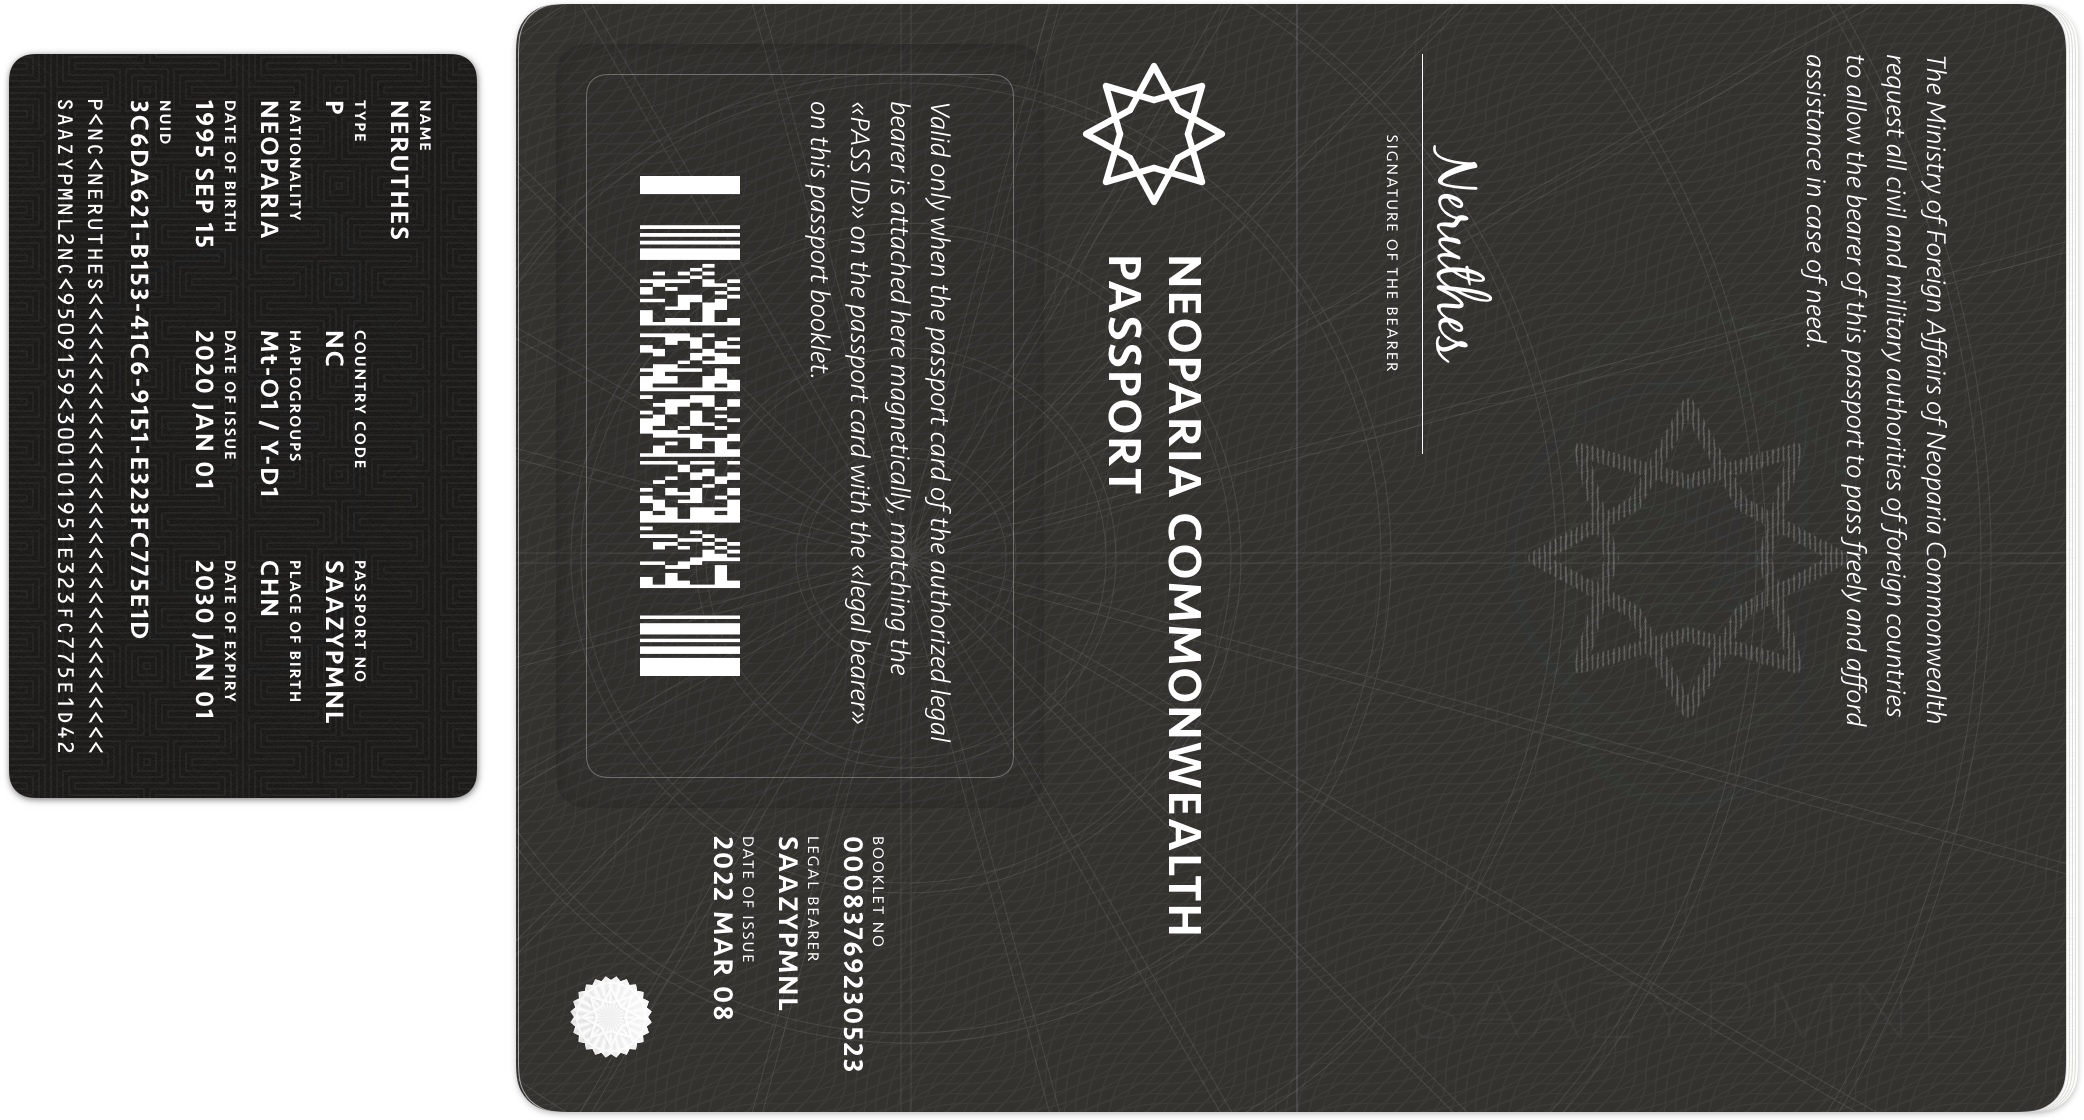 NAME
NERUTHES
TYPE COUNTRY CODE PASSPORT NO
P NC SAAZYPMNL
NATIONALITY HAPLOGROUPS PLACE OF BIRTH
NEOPARIA Mt-O1 / Y-D1 CHN
DATE OF BIRTH DATE OF ISSUE DATE OF EXPIRY
1995 SEP 15 2020 JAN 01 2030 JAN 01
NUID
3C6DA621-B153-41C6-9151-E323FC775E1D
P<NC<NERUTHES<<<<<<<<<<<<<<<<<<<<<<<<<<<<<<<
SAAZYPMNL2NC<9509159<300101951E323FC775E1D42
The Ministry of Foreign Affairs of Neoparia Commonwealth
request all civil and military authorities of foreign countries
to allow the bearer of this passport to pass freely and afford
assistance in case of need.
Neruthes
SIGNATURE OF THE BEARER
NEOPARIA COMMONWEALTH
PASSPORT
Valid only when the passport card of the authorized legal
bearer is attached here magnetically, matching the
«PASS ID» on the passport card with the «legal bearer»
on this passport booklet.
BOOKLET NO
0008376923052​3
LEGAL BEARER
SAAZYPMNL
DATE OF ISSUE
2022 MAR 08